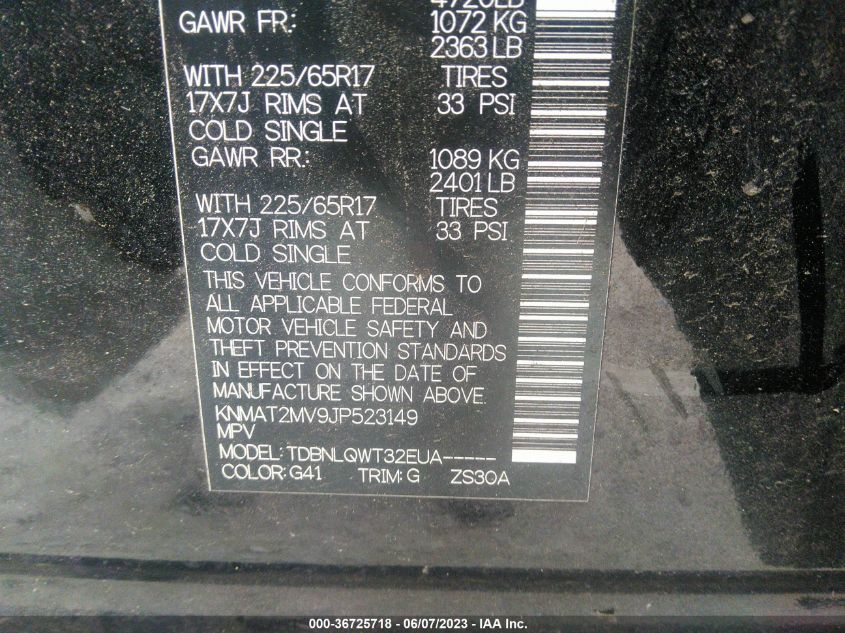 4720LB
GAWR FR: 1072 KG
2363 LB
WITH 225/65R17 TIRES
17X7J RIMS AT 33 PSI
COLD SINGLE
GAWR RR: 1089 KG
2401 LB
WITH 225/65R17 TIRES
17X7J RIMS AT 33 PSI
COLD SINGLE
THIS VEHICLE CONFORMS TO
ALL APPLICABLE FEDERAL
MOTOR VEHICLE SAFETY AND
THEFT PREVENTION STANDARDS
IN EFFECT ON THE DATE OF
MANUFACTURE SHOWN ABOVE.
KNMAT2MV9JP523149
MPV
MODEL: TDBNLQWT32EUA-----
COLOR: G41 TRIM: G ZS30A
000-36725718 - 06/07/2023 - IAA Inc.